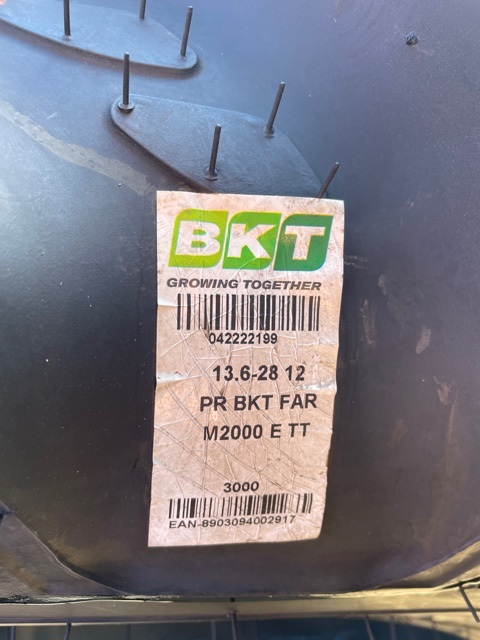 BKT
GROWING TOGETHER
042222199
13.6-28 12
PR BKT FAR
M2000 E TT
3000
EAN-8903094002917